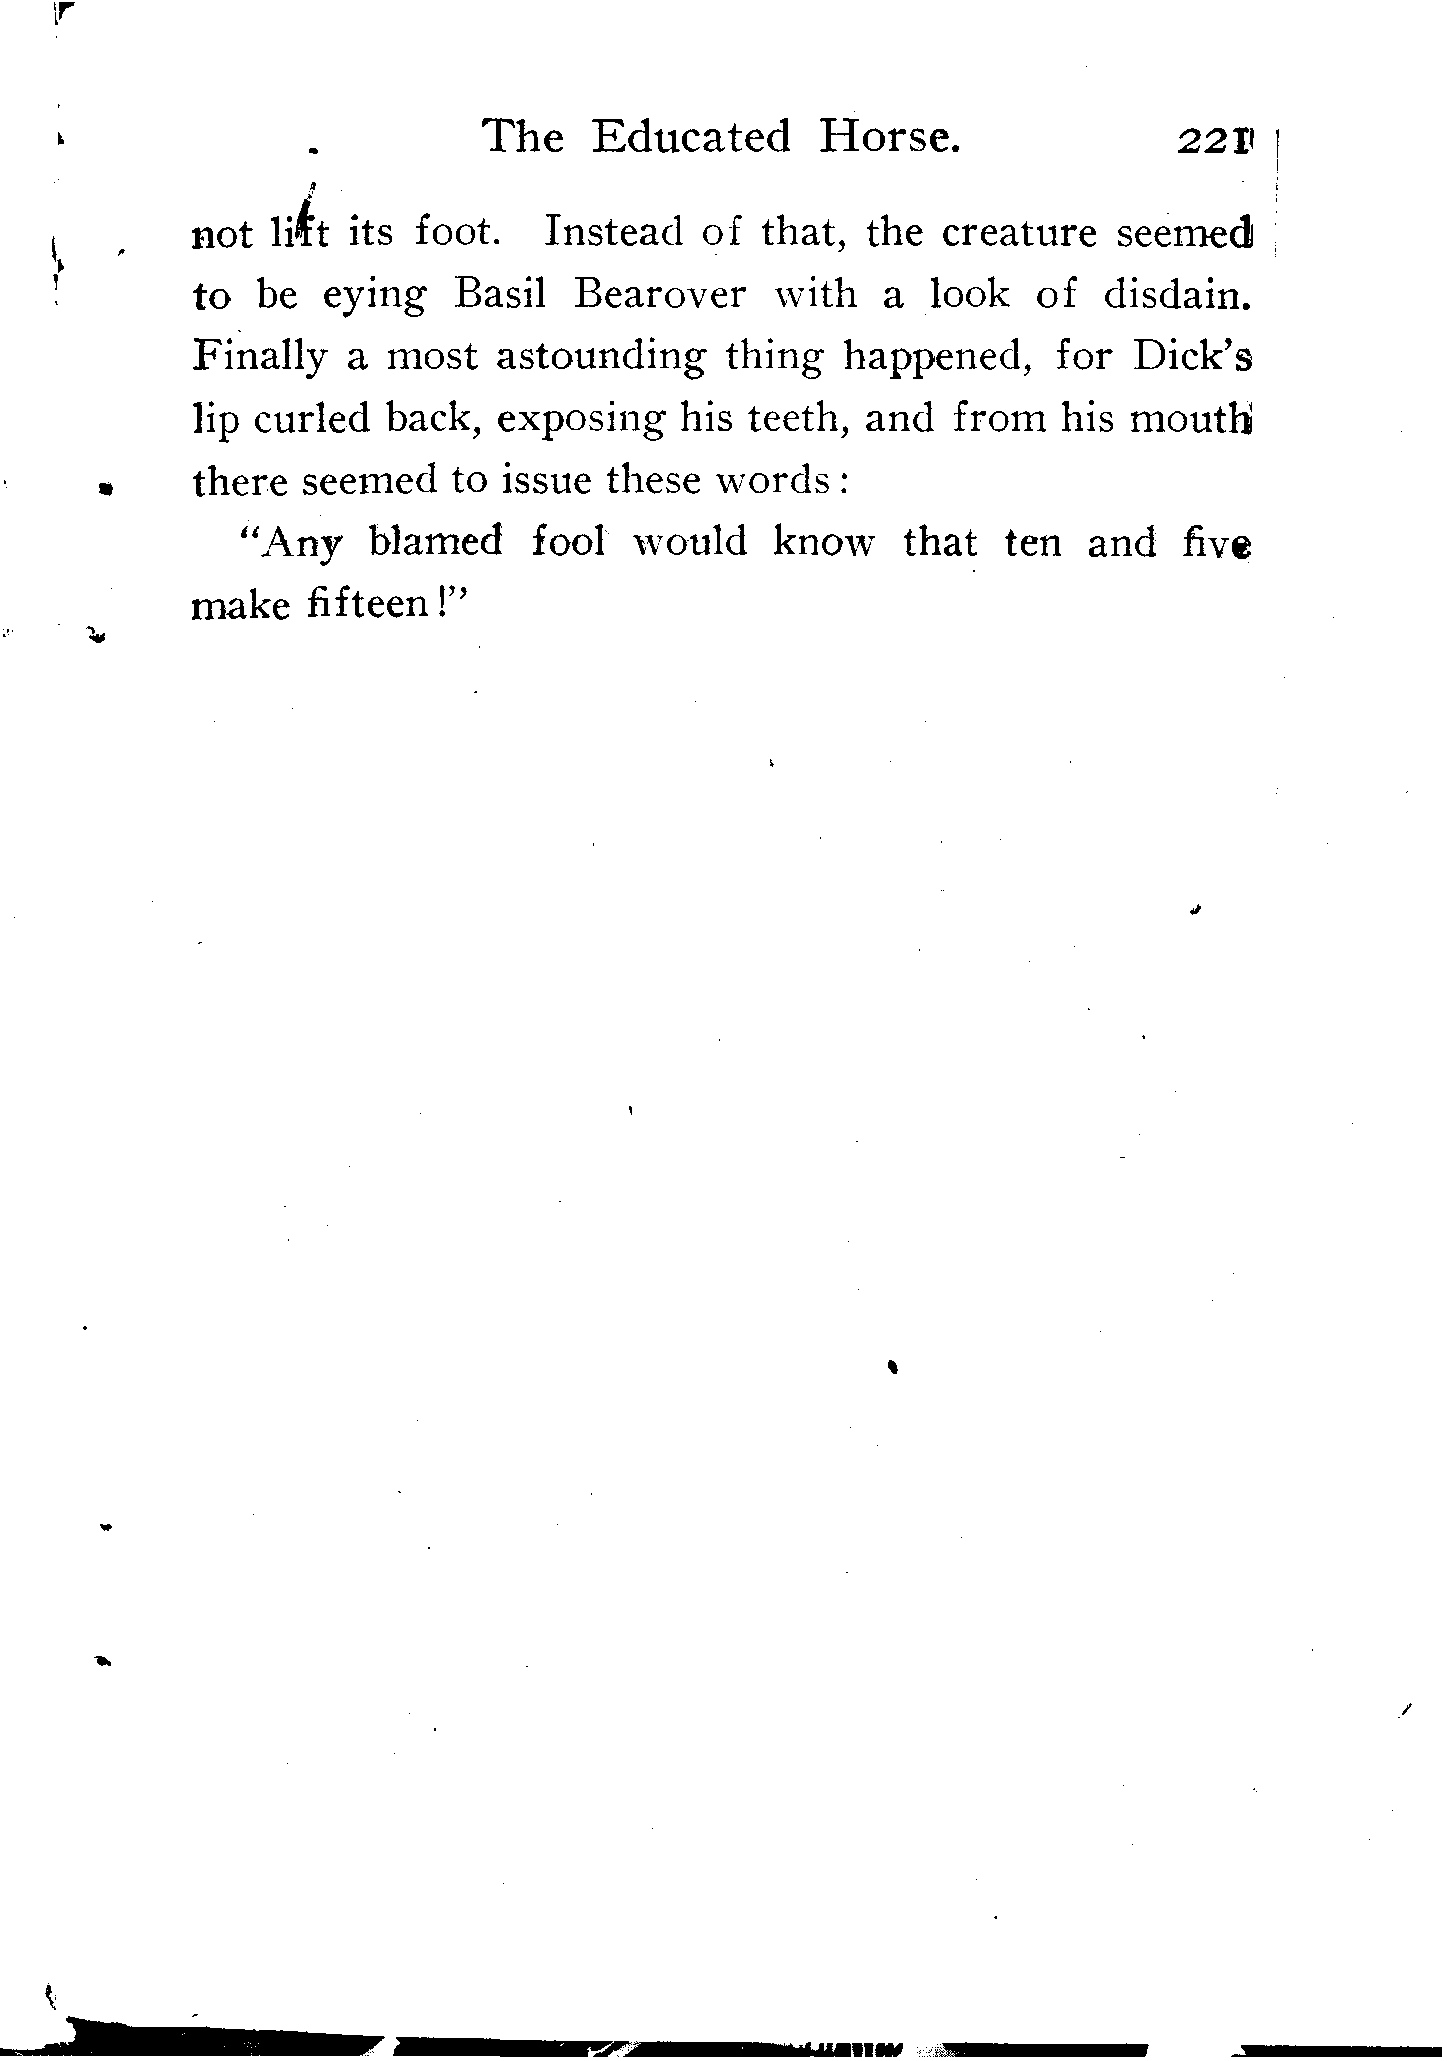 The Educated Horse. 221
not lift its foot. Instead of that, the creature seemed
to be eying Basil Bearover with a look of disdain.
Finally a most astounding thing happened, for Dick's
lip curled back, exposing his teeth, and from his mouth
there seemed to issue these words:
"Any blamed fool would know that ten and five
make fifteen!"